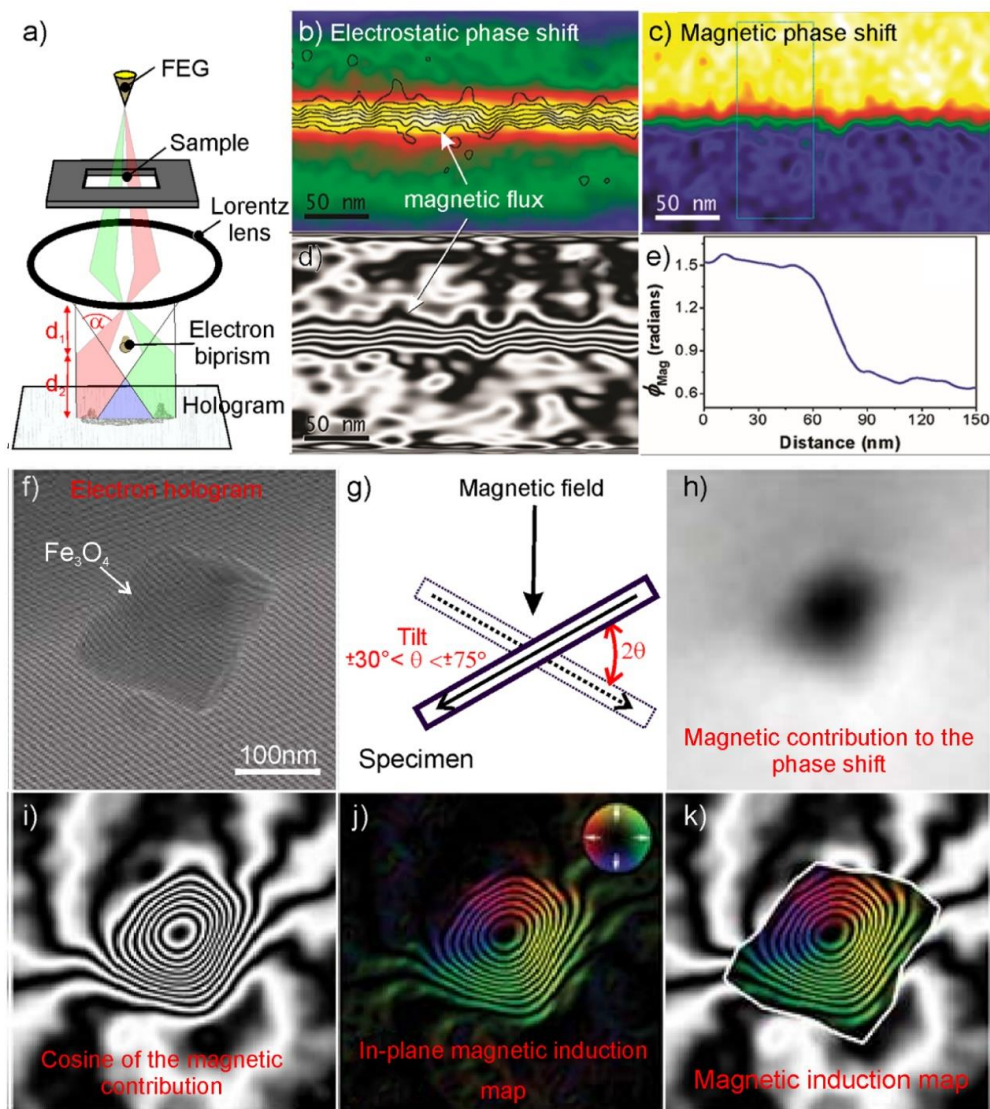 a)
FEG
Sample
Lorentz
lens
d₁
α
Electron
biprism
d₂
Hologram
b) Electrostatic phase shift
50 nm
magnetic flux
c) Magnetic phase shift
50 nm
d)
50 nm
e)
ϕMag (radians)
1.5
1.2
0.9
0.6
0 30 60 90 120 150
Distance (nm)
f) Electron hologram
Fe₃O₄
100nm
g) Magnetic field
Tilt
±30°< θ <±75°
2θ
Specimen
h)
Magnetic contribution to the
phase shift
i)
Cosine of the magnetic
contribution
j)
In-plane magnetic induction
map
k)
Magnetic induction map